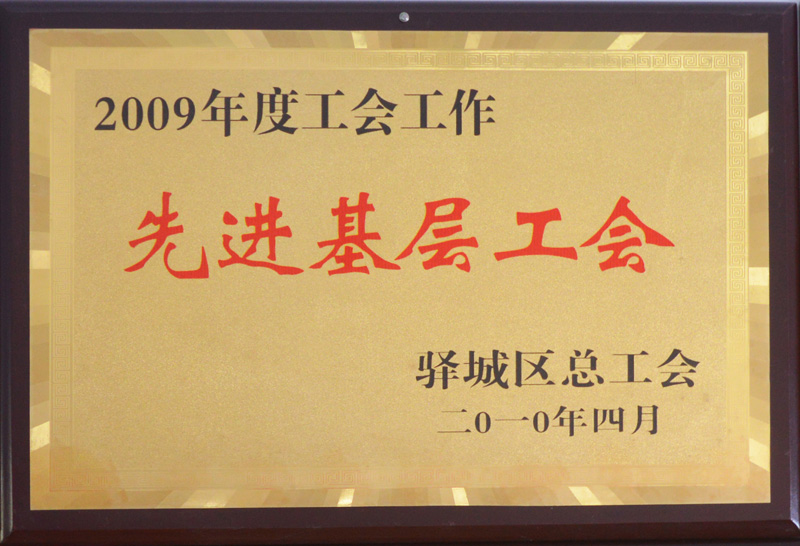 2009年度工会工作
先进基层工会
驿城区总工会
二0一0年四月